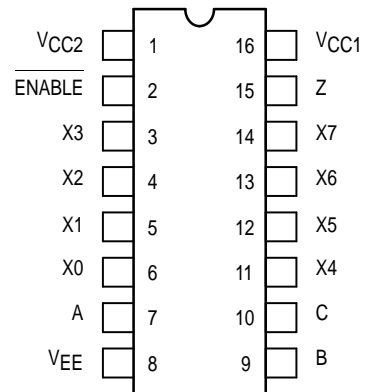 VCC2 1 16 VCC1
ENABLE 2 15 Z
X3 3 14 X7
X2 4 13 X6
X1 5 12 X5
X0 6 11 X4
A 7 10 C
VEE 8 9 B